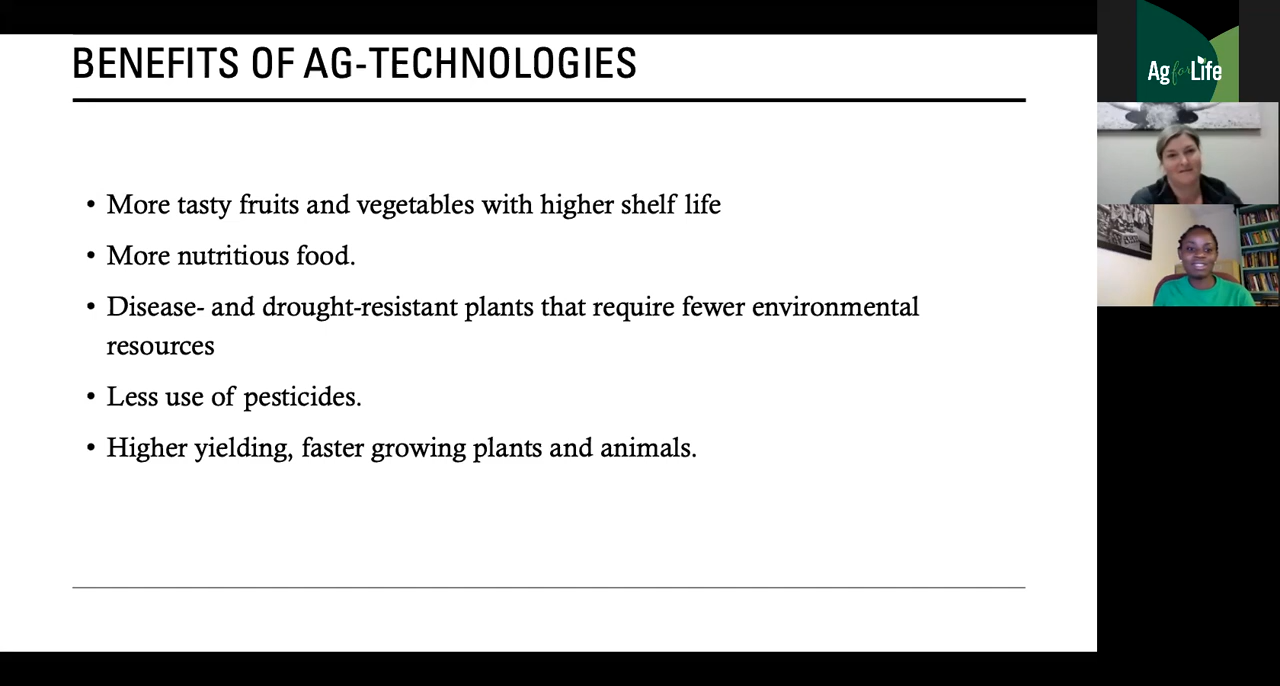 BENEFITS OF AG-TECHNOLOGIES
• More tasty fruits and vegetables with higher shelf life
• More nutritious food.
• Disease- and drought-resistant plants that require fewer environmental
resources
• Less use of pesticides.
• Higher yielding, faster growing plants and animals.
Ag for Life